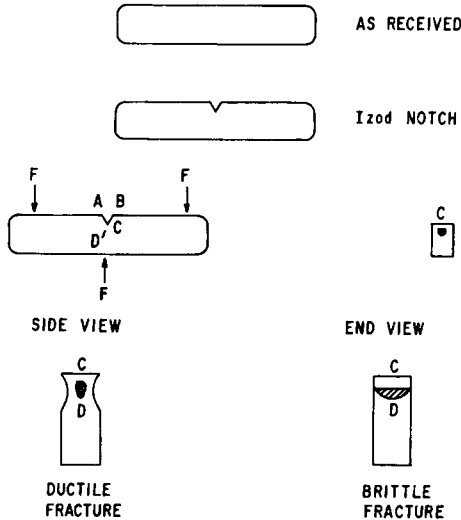 AS RECEIVED
Izod NOTCH
F
F
A B
C
D'
F
C
SIDE VIEW
END VIEW
C
D
C
D
DUCTILE
FRACTURE
BRITTLE
FRACTURE